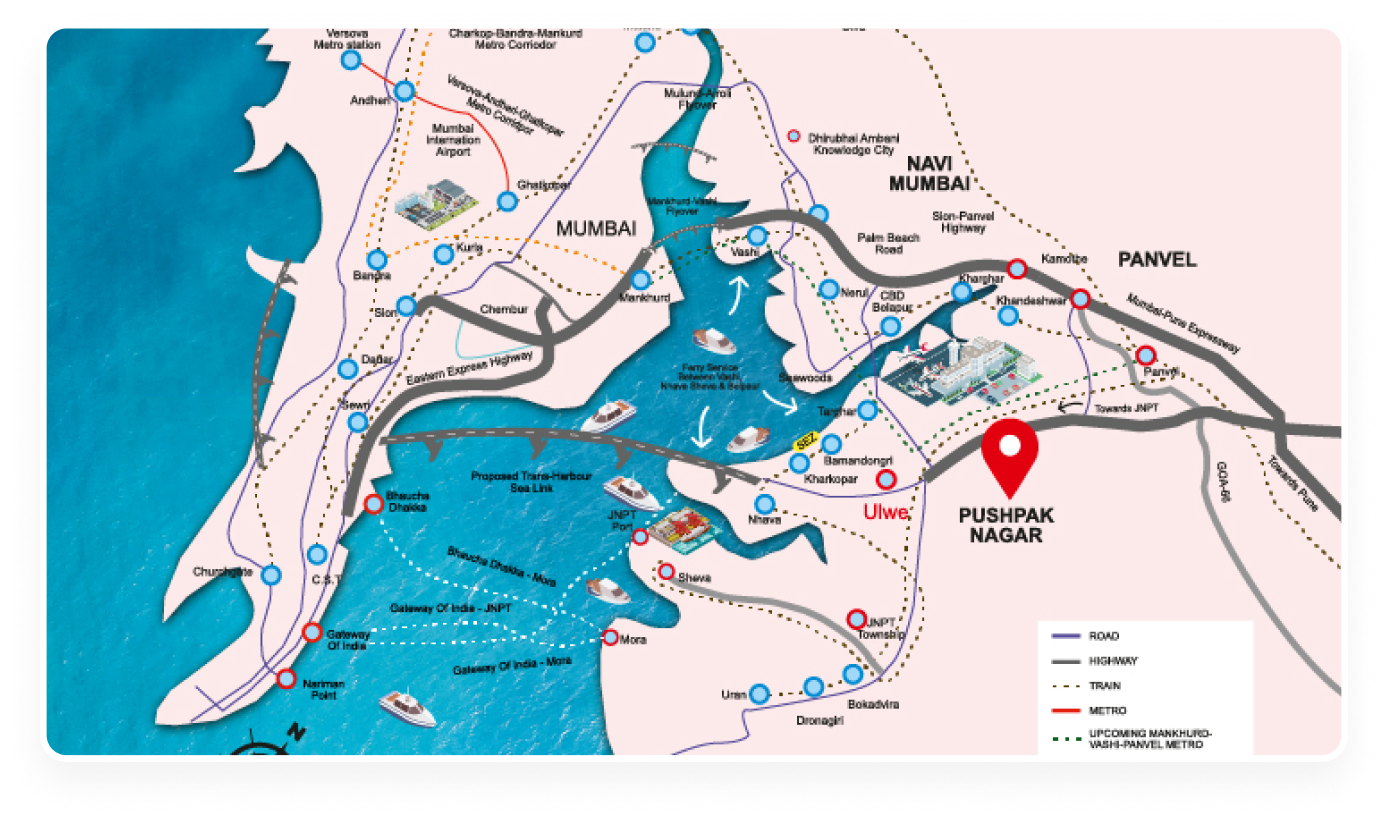 Versova
Metro station
Charkop-Bandra-Mankurd
Metro Corriodor
Andheri
Versova-Andheri-Ghatkopar
Metro Corridpor
Mulund-Airoli
Flyover
Mumbai
Internation
Airport
Dhirubhai Ambani
Knowledge City
NAVI
MUMBAI
Ghatkopar
Mankhurd-Vashi
Flyover
MUMBAI
Sion-Panvel
Highway
Palm Beach
Road
Kurla
Vashi
Bandra
Kamothe
PANVEL
Kharghar
Mankhurd
Nerul
CBD
Belapur
Khandeshwar
Mumbai-Pune Expressway
Sion
Chembur
Dadar
Eastern Express Highway
Ferry Service
Between Vashi,
Nhava Sheva & Belpaur
Seawoods
Panvel
Sewri
Targhar
Towards JNPT
SEZ
Bamandongri
Kharkopar
Proposed Trans-Harbour
Sea Link
GOA-66
Towards Pune
Bhaucha
Dhakka
JNPT
Port
Nhava
Ulwe
PUSHPAK
NAGAR
Bhaucha Dhakka - Mora
Churchgate
C.S.T
Sheva
Gateway Of India - JNPT
JNPT
Township
Gateway
Of India
Mora
Gateway Of India - Mora
Nariman
Point
Uran
Bokadvira
Dronagiri
N
ROAD
HIGHWAY
TRAIN
METRO
UPCOMING MANKHURD-
VASHI-PANVEL METRO